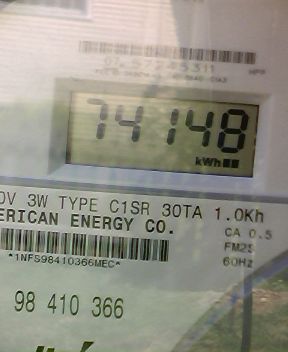 74148
kWh
0V 3W TYPE C1SR 30TA 1.0Kh
ERICAN ENERGY CO.
CA 0.5
FM2S
60Hz
*1NFS98410366MEC*
98 410 366